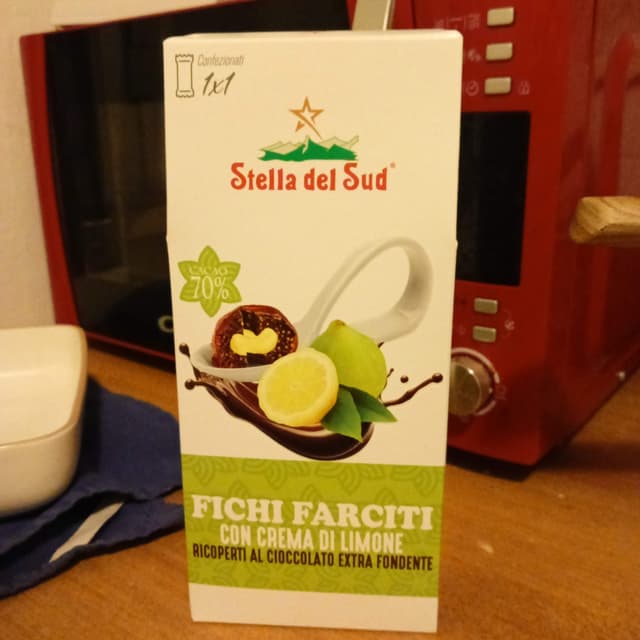 Confezionati
1x1
Stella del Sud®
CACAO
70%
FICHI FARCITI
CON CREMA DI LIMONE
RICOPERTI AL CIOCCOLATO EXTRA FONDENTE